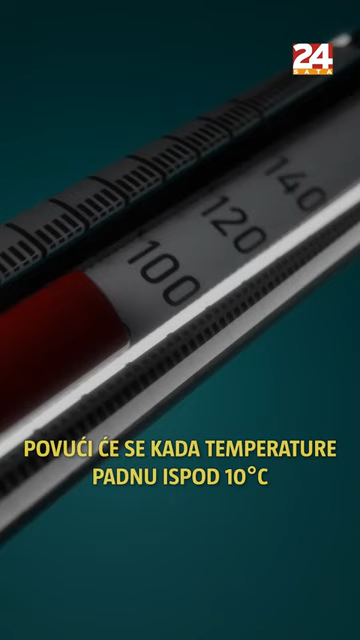 24
SATA
140
120
100
POVUĆI ĆE SE KADA TEMPERATURE
PADNU ISPOD 10°C